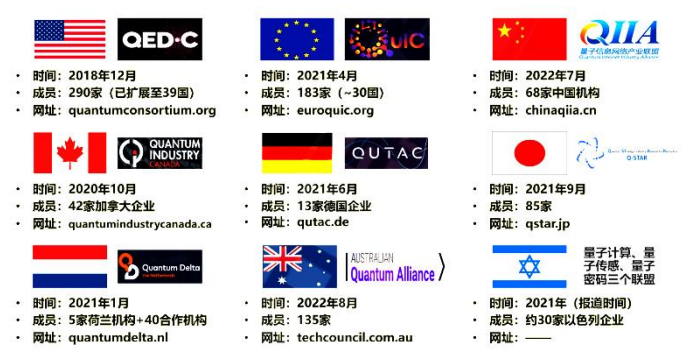 QED·C
QUIC
QIIA
量子信息网络产业联盟
• 时间：2018年12月
• 成员：290家（已扩展至39国）
• 网址：quantumconsortium.org
• 时间：2021年4月
• 成员：183家（~30国）
• 网址：euroquic.org
• 时间：2022年7月
• 成员：68家中国机构
• 网址：chinaqiia.cn
QUANTUM
INDUSTRY
CANADA
QUTAC
Q-STAR
• 时间：2020年10月
• 成员：42家加拿大企业
• 网址：quantumindustrycanada.ca
• 时间：2021年6月
• 成员：13家德国企业
• 网址：qutac.de
• 时间：2021年9月
• 成员：85家
• 网址：qstar.jp
Quantum Delta
AUSTRALIAN
Quantum Alliance
量子计算、量
子传感、量子
密码三个联盟
• 时间：2021年1月
• 成员：5家荷兰机构+40合作机构
• 网址：quantumdelta.nl
• 时间：2022年8月
• 成员：135家
• 网址：techcouncil.com.au
• 时间：2021年（报道时间）
• 成员：约30家以色列企业
• 网址：——